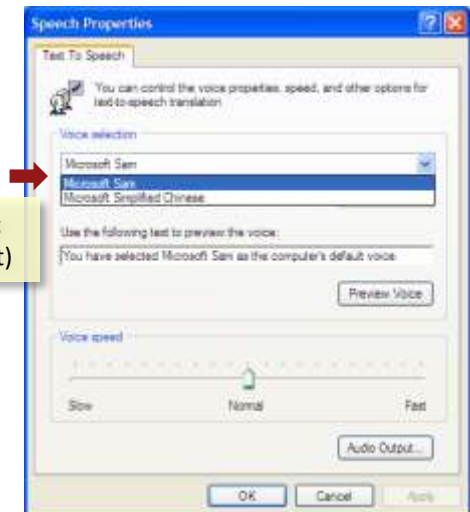 Speech Properties
Text To Speech
You can control the voice properties, speed, and other options for
text-to-speech translation
Voice selection
Microsoft Sam
Microsoft Sam
Microsoft Simplified Chinese
t)
Use the following text to preview the voice:
You have selected Microsoft Sam as the computer's default voice.
Preview Voice
Voice speed
Slow Normal Fast
Audio Output...
OK Cancel Apply